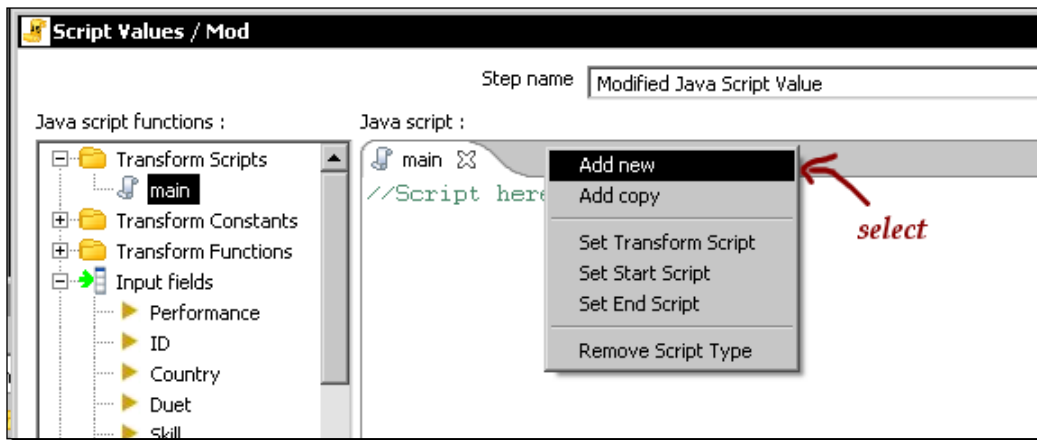 Script Values / Mod
Step name Modified Java Script Value
Java script functions :
Java script :
Transform Scripts
main
Transform Constants
Transform Functions
Input fields
Performance
ID
Country
Duet
Skill
main
//Script here
Add new
Add copy
Set Transform Script
Set Start Script
Set End Script
Remove Script Type
select